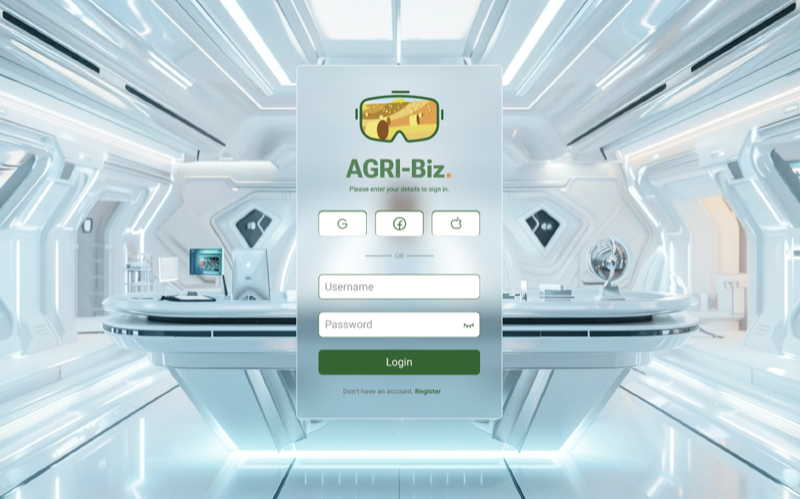 AGRI-Biz.
Please enter your details to sign in.
OR
Username
Password
Login
Don't have an account. Register